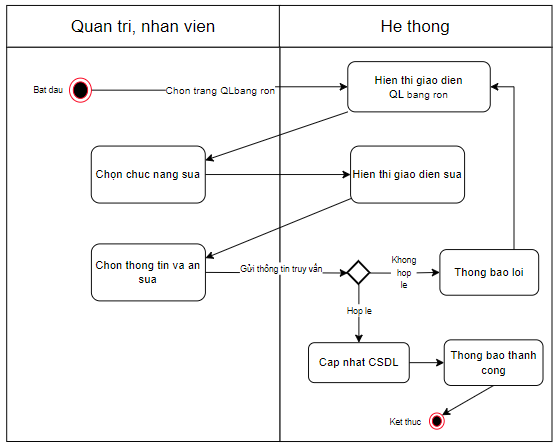 Quan trị, nhan vien
He thong
Bat dau
Chon trang QLbang ron
Hien thi giao dien
QL bang ron
Chọn chuc nang sua
Hien thi giao dien sua
Chon thong tin va an
sua
Gửi thông tin truy vấn
Khong
hop
le
Thong bao loi
Hop le
Cap nhat CSDL
Thong bao thanh
cong
Ket thuc